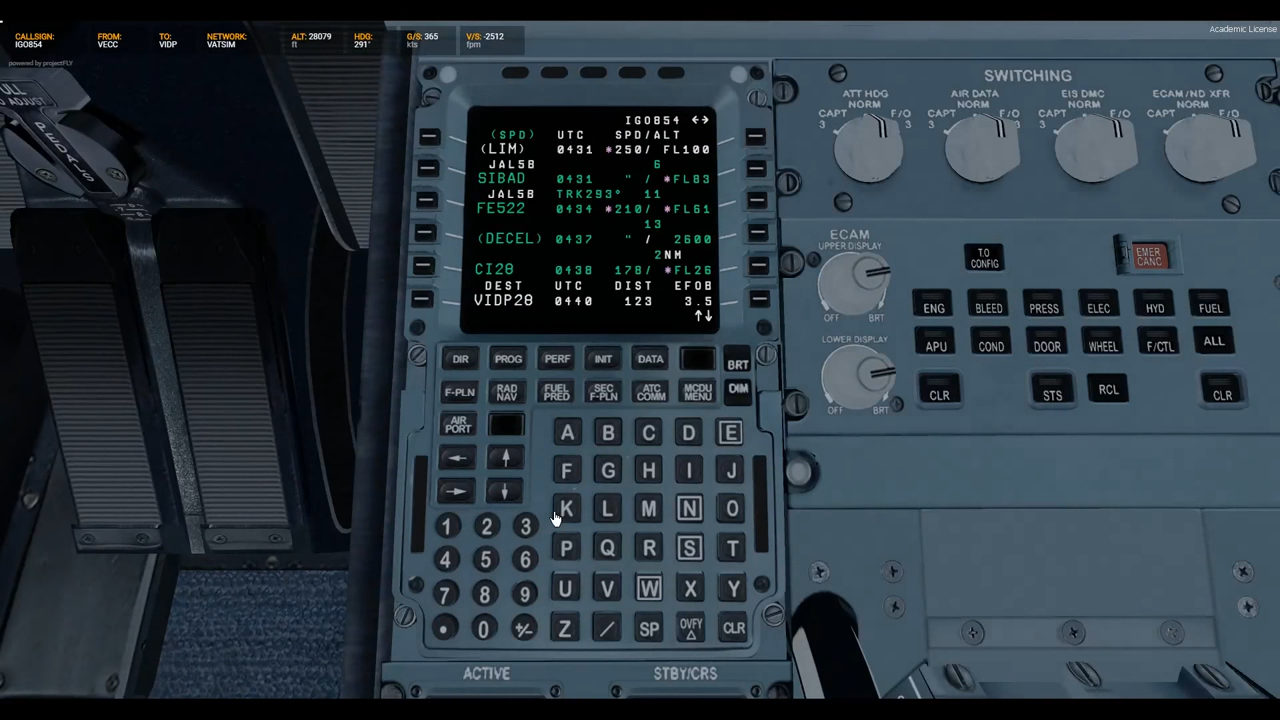 CALLSIGN: IGO854
FROM: VECC
TO: VIDP
NETWORK: VATSIM
ALT: 28079 ft
HDG: 291°
G/S: 365 kts
V/S: -2512 fpm
powered by projectFLY
Academic License
PEDALS
IGO854 ↔
(SPD) UTC SPD/ALT
(LIM) 0431 *250/ FL100
JAL5B 6
SIBAD 0431 " / *FL83
JAL5B TRK293° 11
FE522 0434 *210/ *FL61
13
(DECEL) 0437 " / 2600
2NM
CI28 0438 178/ *FL26
DEST UTC DIST EFOB
VIDP28 0440 123 3.5
↑↓
DIR PROG PERF INIT DATA BRT
F-PLN RAD NAV FUEL PRED SEC F-PLN ATC COMM MCDU MENU DIM
AIR PORT
← ↑
→ ↓
A B C D E
F G H I J
K L M N O
P Q R S T
U V W X Y
Z / SP OVFY △ CLR
1 2 3
4 5 6
7 8 9
• 0 +/-
ACTIVE STBY/CRS
SWITCHING
ATT HDG NORM CAPT 3 F/O 3
AIR DATA NORM CAPT 3 F/O 3
EIS DMC NORM CAPT 3 F/O 3
ECAM/ND XFR NORM CAPT F/O
ECAM
UPPER DISPLAY
OFF BRT
LOWER DISPLAY
OFF BRT
T.O CONFIG
EMER CANC
ENG BLEED PRESS ELEC HYD FUEL
APU COND DOOR WHEEL F/CTL ALL
CLR STS RCL CLR